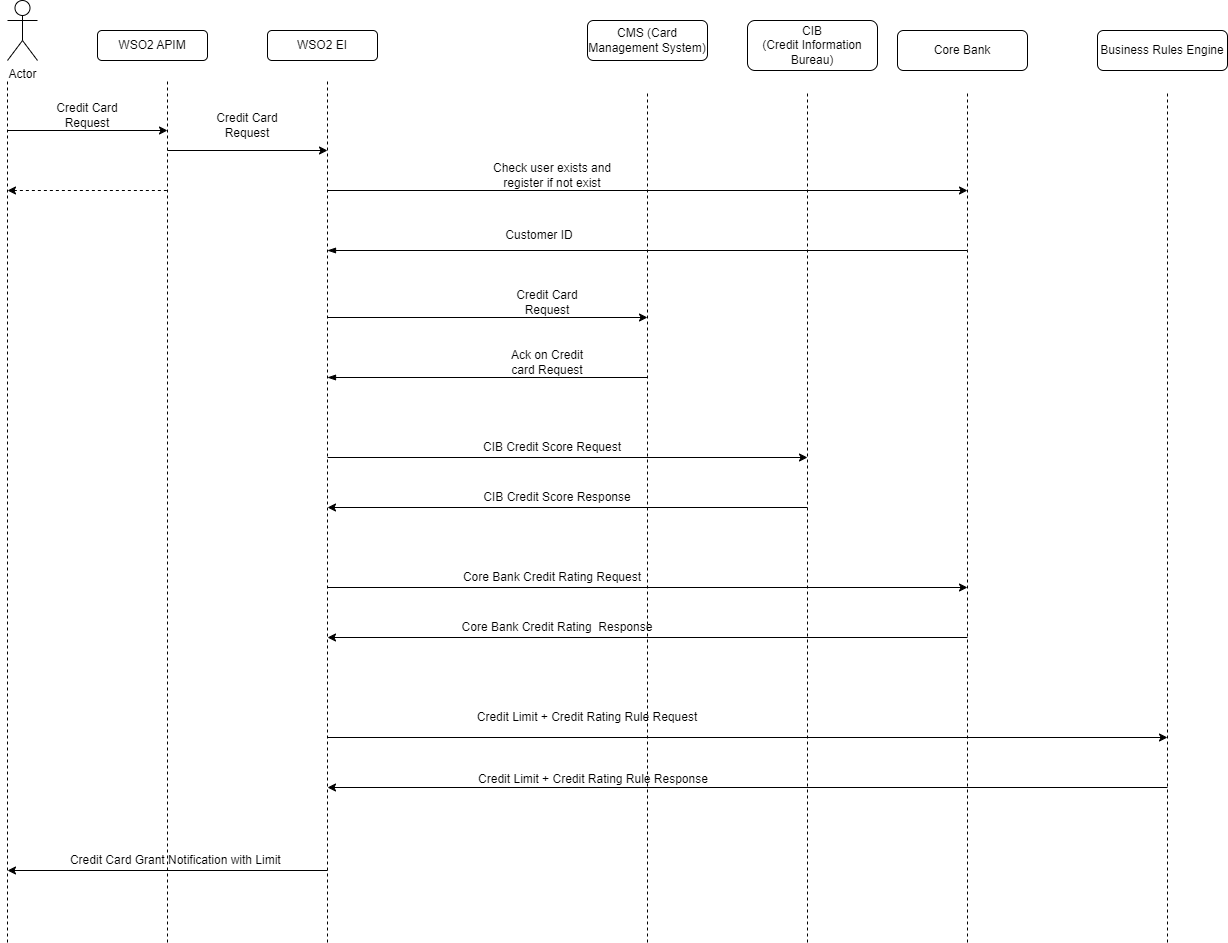 Actor
WSO2 APIM
WSO2 EI
CMS (Card
Management System)
CIB
(Credit Information
Bureau)
Core Bank
Business Rules Engine
Credit Card
Request
Credit Card
Request
Check user exists and
register if not exist
Customer ID
Credit Card
Request
Ack on Credit
card Request
CIB Credit Score Request
CIB Credit Score Response
Core Bank Credit Rating Request
Core Bank Credit Rating  Response
Credit Limit + Credit Rating Rule Request
Credit Limit + Credit Rating Rule Response
Credit Card Grant Notification with Limit